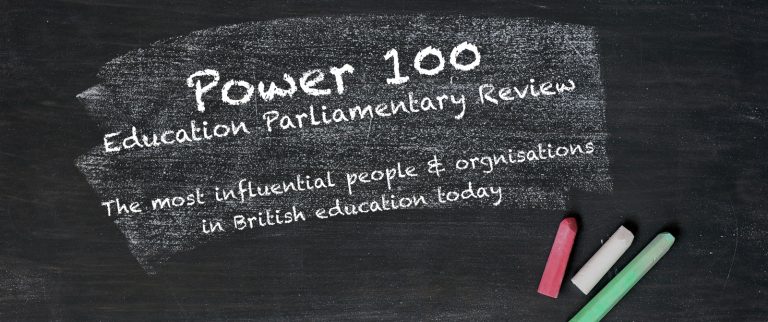 Power 100
Education Parliamentary Review
The most influential people & orgnisations
in British education today